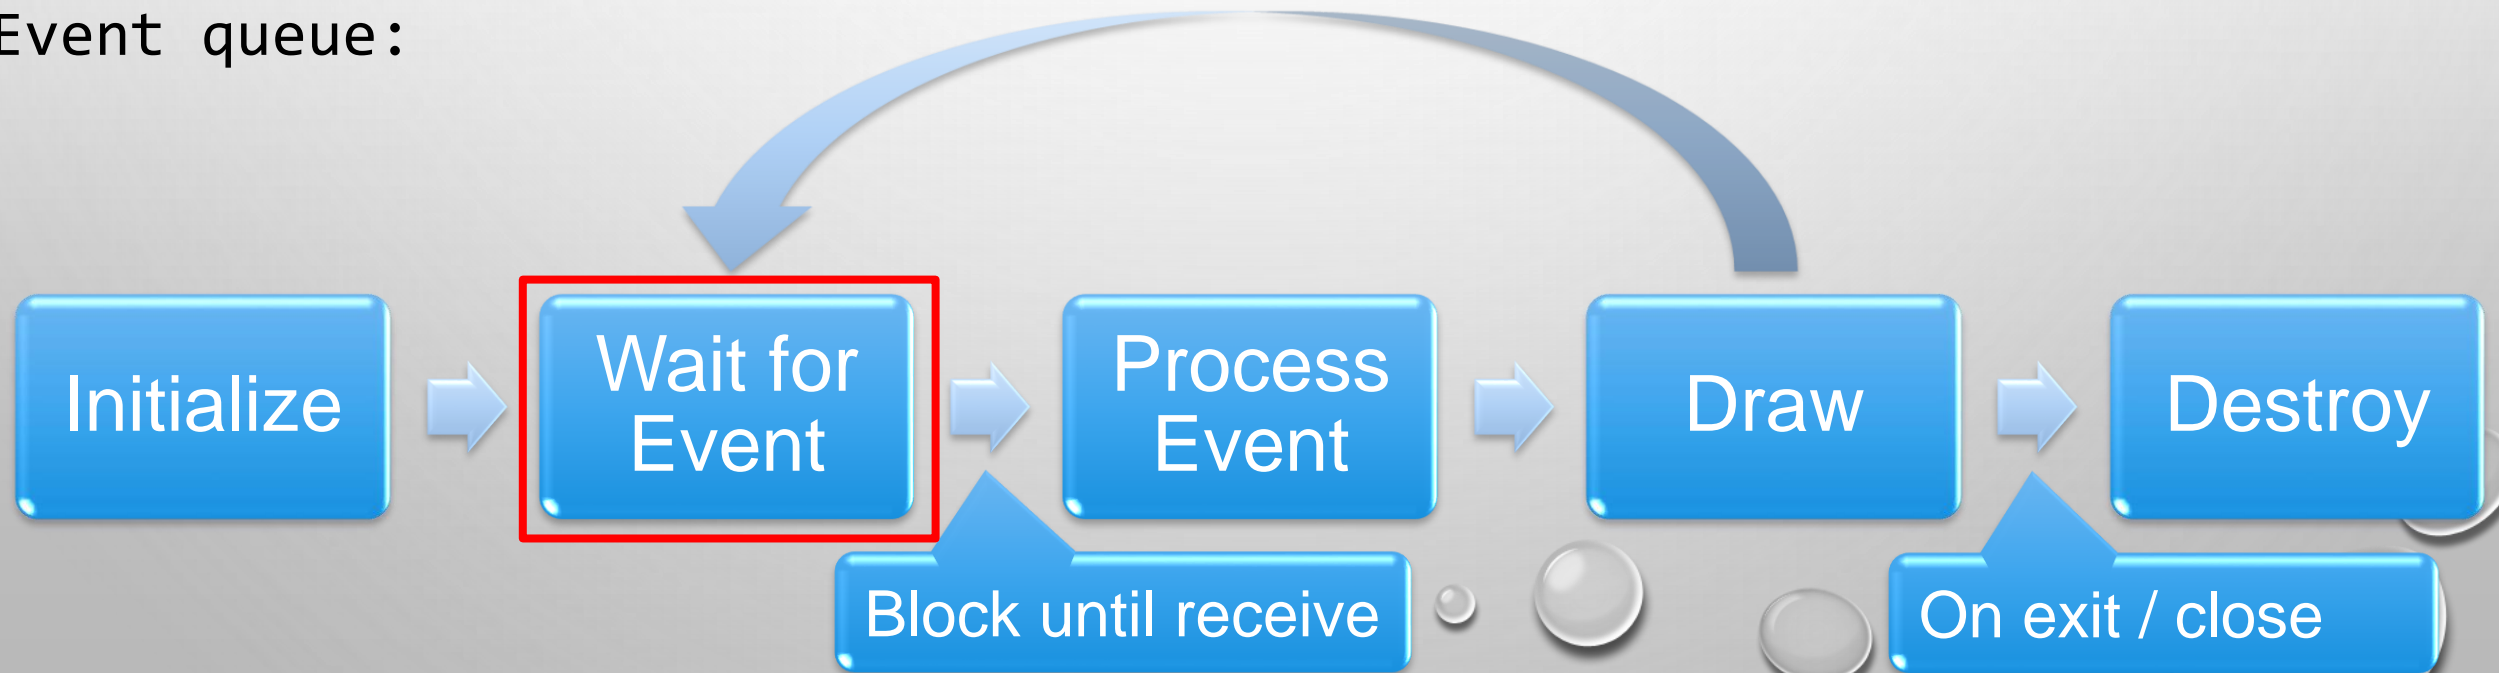 Event queue:
Initialize
Wait for
Event
Process
Event
Draw
Destroy
Block until receive
On exit / close